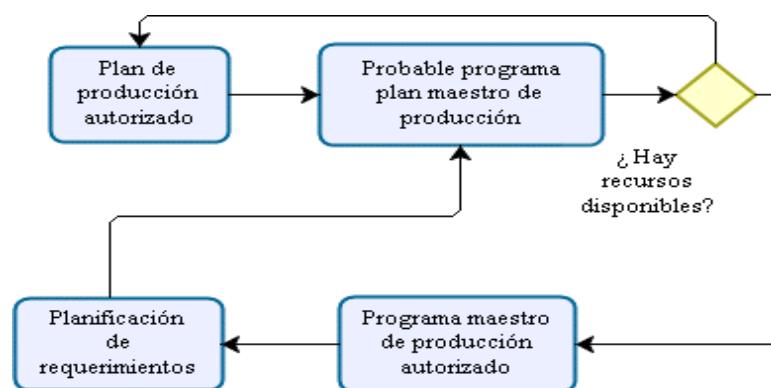 Plan de
producción
autorizado
Probable programa
plan maestro de
producción
¿Hay
recursos
disponibles?
Planificación
de
requerimientos
Programa maestro
de producción
autorizado